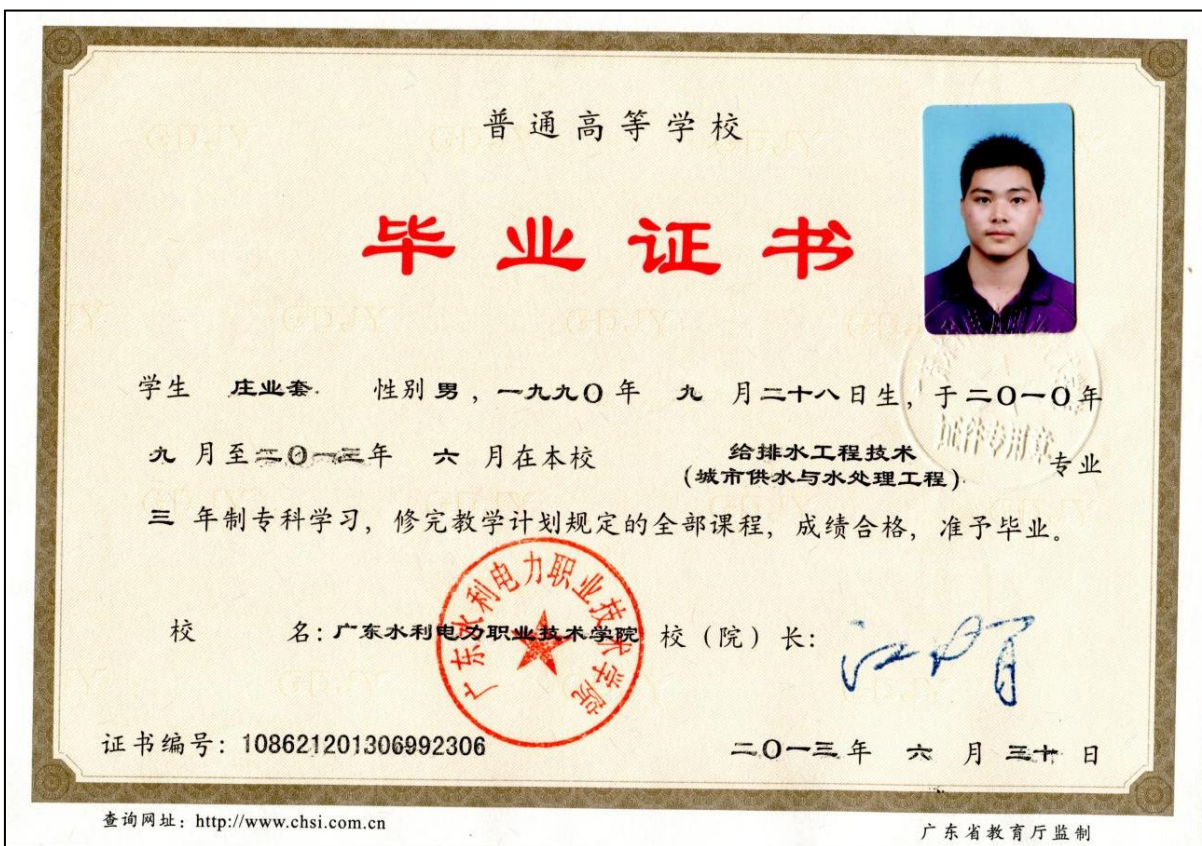 普通高等学校
毕业证书
学生 庄业套 性别 男，一九九〇年 九 月二十八日生，于二〇一〇年
九 月至二〇一三年 六 月在本校 给排水工程技术
（城市供水与水处理工程） 专业
三 年制专科学习，修完教学计划规定的全部课程，成绩合格，准予毕业。
校 名：广东水利电力职业技术学院 校（院）长：
广东水利电力职业技术学院
证件专用章
证书编号：108621201306992306
二〇一三年 六 月 三十 日
查询网址：http://www.chsi.com.cn
广东省教育厅监制